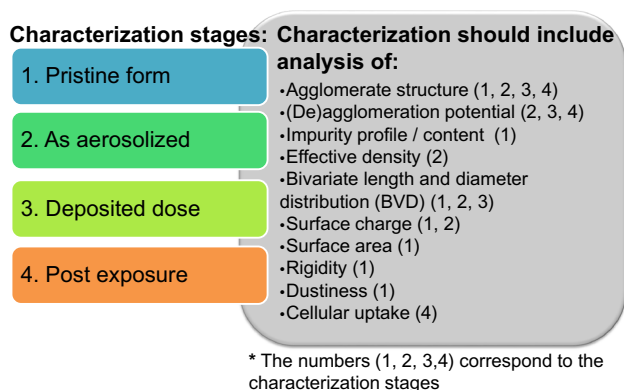 Characterization stages:
1. Pristine form
2. As aerosolized
3. Deposited dose
4. Post exposure
Characterization should include
analysis of:
•Agglomerate structure (1, 2, 3, 4)
•(De)agglomeration potential (2, 3, 4)
•Impurity profile / content (1)
•Effective density (2)
•Bivariate length and diameter
distribution (BVD) (1, 2, 3)
•Surface charge (1, 2)
•Surface area (1)
•Rigidity (1)
•Dustiness (1)
•Cellular uptake (4)
* The numbers (1, 2, 3,4) correspond to the
characterization stages